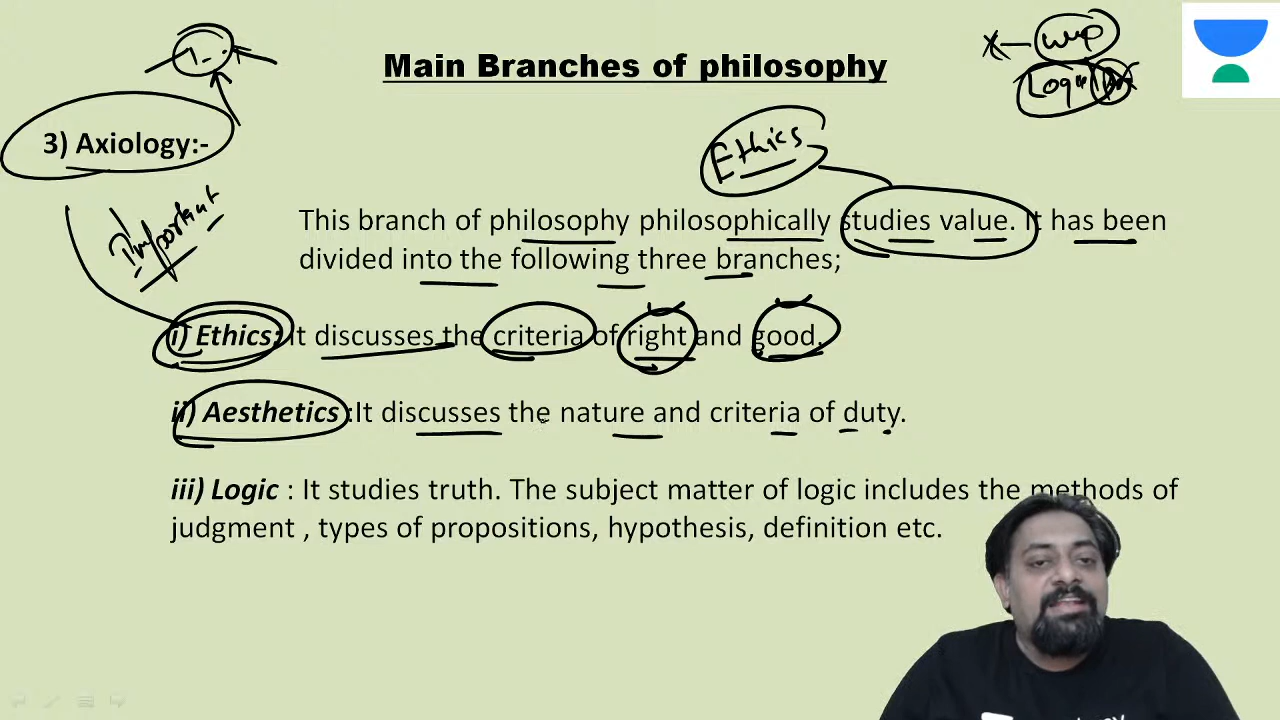 Main Branches of philosophy
3) Axiology:-
Important
Ethics
This branch of philosophy philosophically studies value. It has been
divided into the following three branches;
i) Ethics: It discusses the criteria of right and good.
ii) Aesthetics :It discusses the nature and criteria of duty.
iii) Logic : It studies truth. The subject matter of logic includes the methods of
judgment , types of propositions, hypothesis, definition etc.